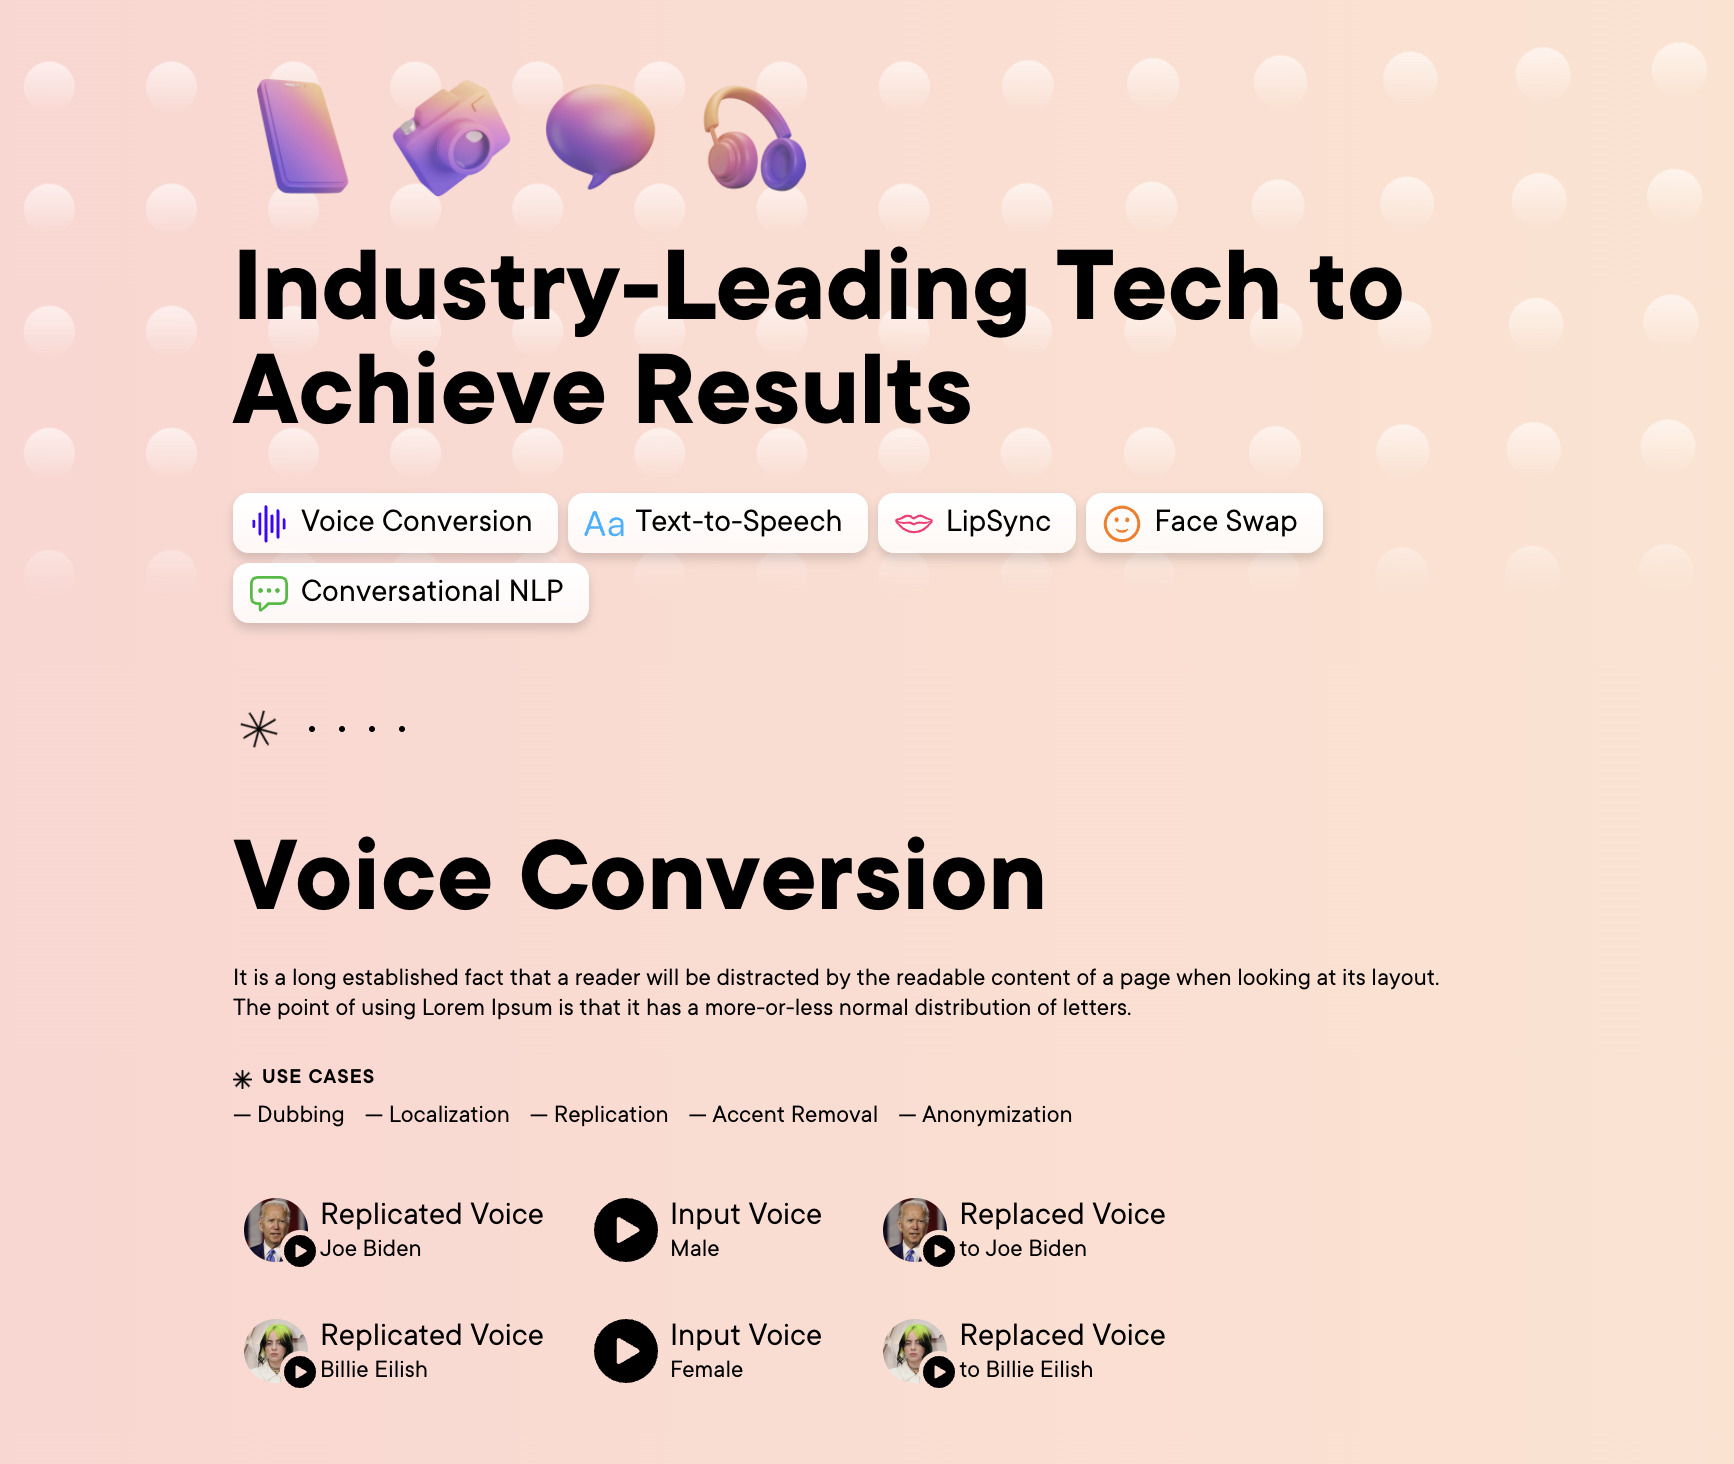 Industry-Leading Tech to
Achieve Results
Voice Conversion
Aa Text-to-Speech
LipSync
Face Swap
Conversational NLP
Voice Conversion
It is a long established fact that a reader will be distracted by the readable content of a page when looking at its layout.
The point of using Lorem Ipsum is that it has a more-or-less normal distribution of letters.
USE CASES
— Dubbing — Localization — Replication — Accent Removal — Anonymization
Replicated Voice
Joe Biden
Input Voice
Male
Replaced Voice
to Joe Biden
Replicated Voice
Billie Eilish
Input Voice
Female
Replaced Voice
to Billie Eilish